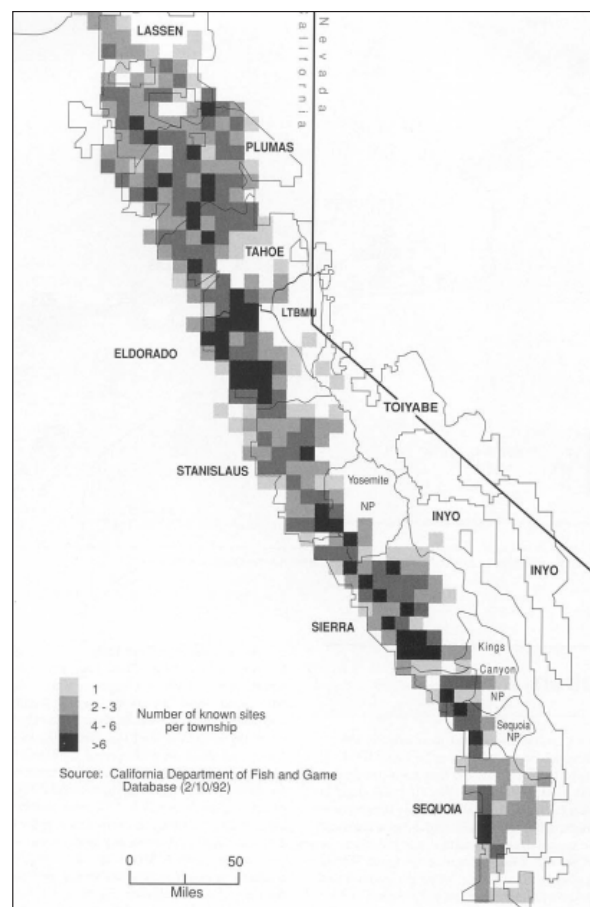 LASSEN
Nevada
California
PLUMAS
TAHOE
LTBMU
ELDORADO
TOIYABE
STANISLAUS
Yosemite
NP
INYO
INYO
SIERRA
Kings
Canyon
NP
Sequoia
NP
1
2 - 3
4 - 6
>6
Number of known sites
per township
Source: California Department of Fish and Game
Database (2/10/92)
SEQUOIA
0
50
Miles